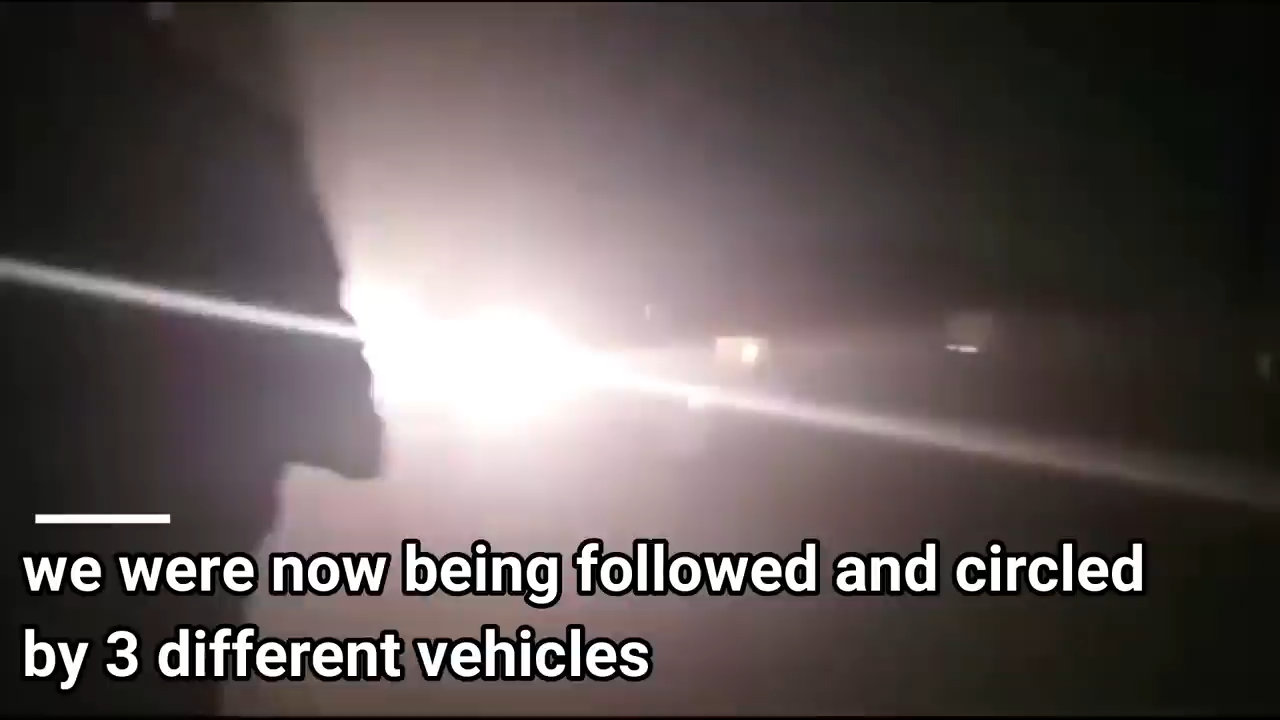 we were now being followed and circled
by 3 different vehicles